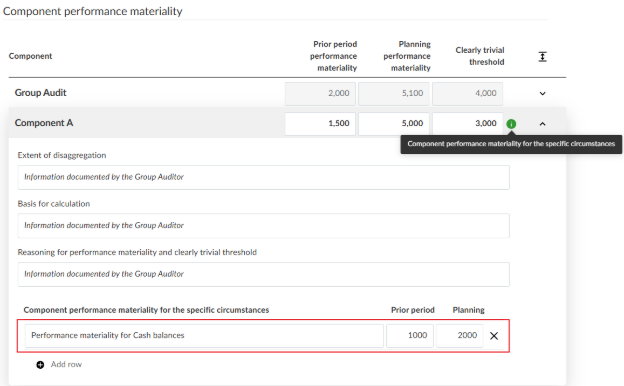 Component performance materiality
Component
Prior period
performance
materiality
Planning
performance
materiality
Clearly trivial
threshold
Group Audit 2,000 5,100 4,000
Component A 1,500 5,000 3,000
Component performance materiality for the specific circumstances
Extent of disaggregation
Information documented by the Group Auditor
Basis for calculation
Information documented by the Group Auditor
Reasoning for performance materiality and clearly trivial threshold
Information documented by the Group Auditor
Component performance materiality for the specific circumstances Prior period Planning
Performance materiality for Cash balances 1000 2000
Add row